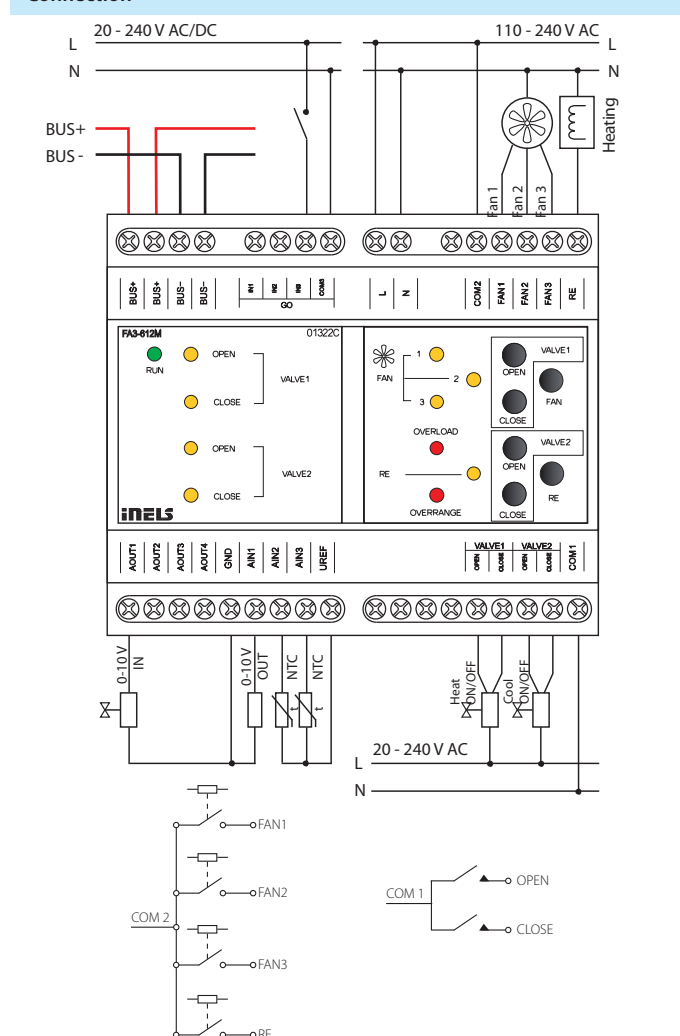 Connection
20 - 240 V AC/DC
110 - 240 V AC
L
L
N
N
BUS+
BUS -
Heating
Fan 1
Fan 2
Fan 3
BUS+
BUS+
BUS−
BUS−
IN1
IN2
IN3
COM3
GO
L
N
COM2
FAN1
FAN2
FAN3
RE
FA3-612M
01322C
RUN
OPEN
VALVE1
CLOSE
OPEN
VALVE2
CLOSE
FAN
1
2
3
OVERLOAD
RE
OVERRANGE
VALVE1
OPEN
FAN
CLOSE
VALVE2
OPEN
RE
CLOSE
iNELS
AOUT1
AOUT2
AOUT3
AOUT4
GND
AIN1
AIN2
AIN3
UREF
VALVE1
VALVE2
OPEN
CLOSE
OPEN
CLOSE
COM1
0-10 V
IN
0-10 V
OUT
NTC
NTC
t
t
Heat
ON/OFF
Cool
ON/OFF
20 - 240 V AC
L
N
FAN1
FAN2
COM 2
FAN3
RE
COM 1
OPEN
CLOSE